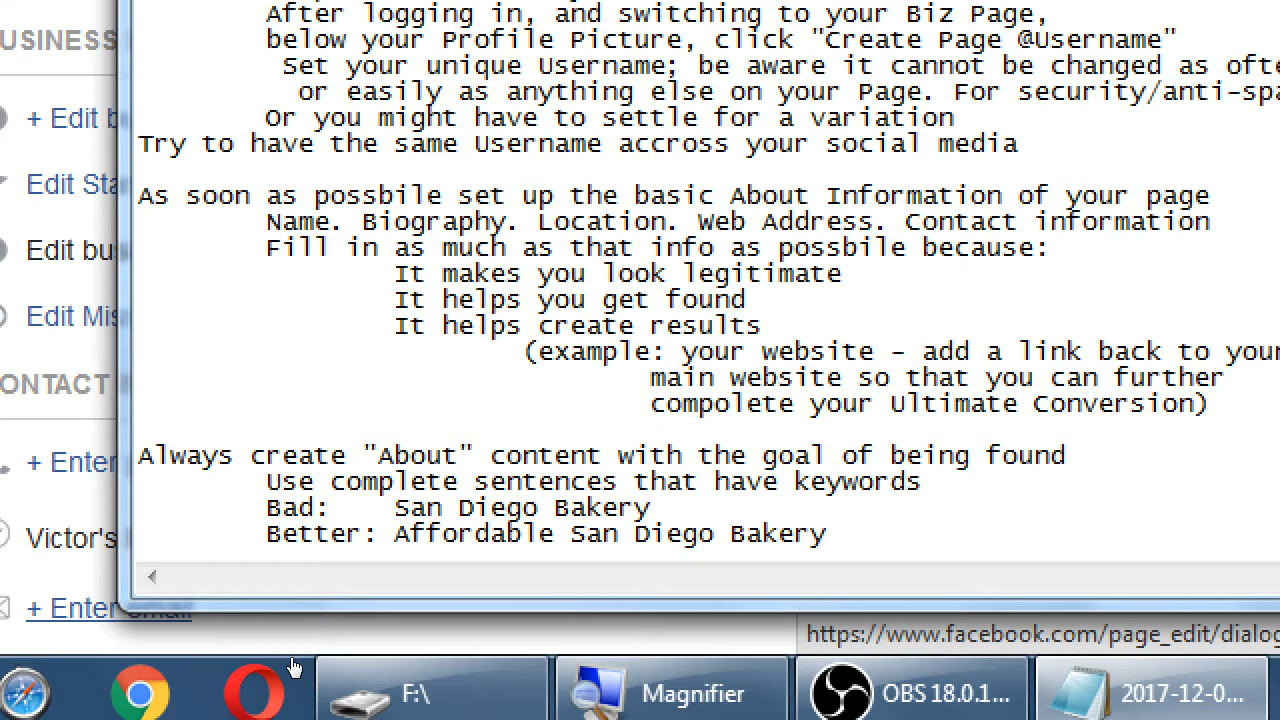 After logging in, and switching to your Biz Page,
below your Profile Picture, click "Create Page @Username"
Set your unique Username; be aware it cannot be changed as
or easily as anything else on your Page. For
Or you might have to settle for a variation
Try to have the same Username accross your social media
As soon as possbile set up the basic About Information of your page
Name. Biography. Location. Web Address. Contact information
Fill in as much as that info as possbile because:
It makes you look legitimate
It helps you get found
It helps create results
(example: your website - add a link back to your
main website so that you can further
compolete your Ultimate Conversion)
Always create "About" content with the goal of being found
Use complete sentences that have keywords
Bad: San Diego Bakery
Better: Affordable San Diego Bakery
USINESS
+ Edit
Edit
Edit
Edit
ONTACT
+ Enter
Victor's
+ Enter email
https://www.facebook.com/page_edit/dialog
F:\
Magnifier
OBS 18.0.1...
2017-12-0...